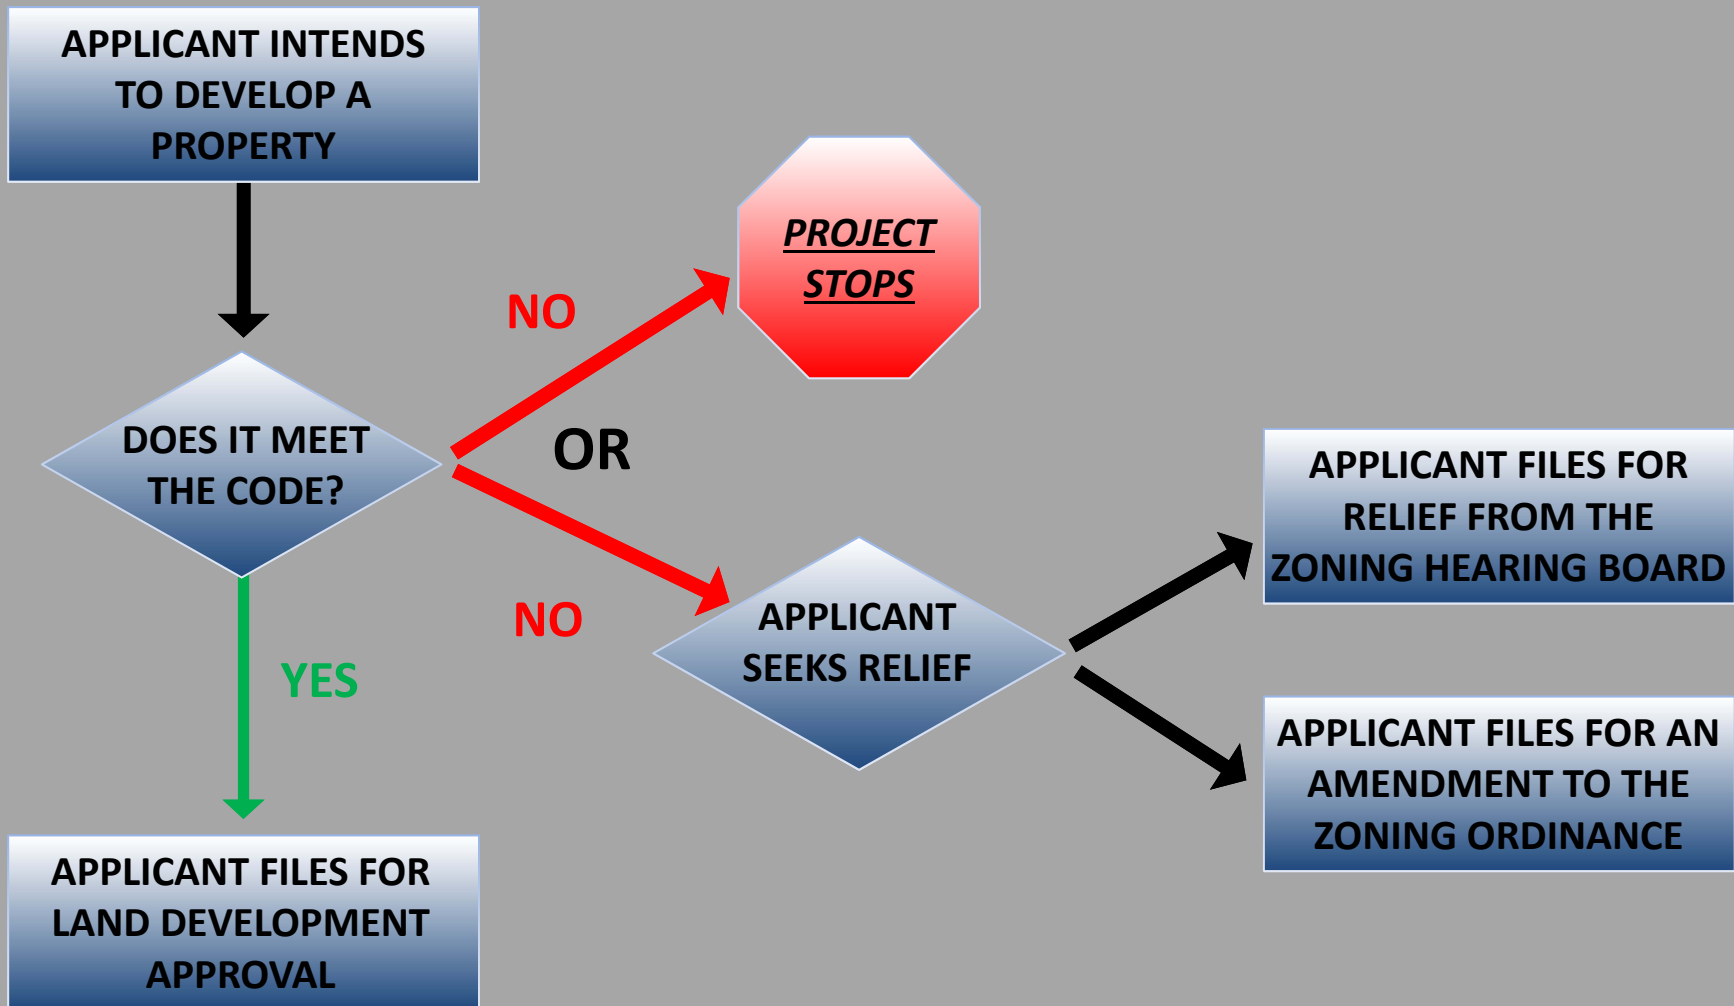 APPLICANT INTENDS
TO DEVELOP A
PROPERTY
PROJECT
STOPS
NO
OR
DOES IT MEET
THE CODE?
NO
APPLICANT
SEEKS RELIEF
APPLICANT FILES FOR
RELIEF FROM THE
ZONING HEARING BOARD
YES
APPLICANT FILES FOR AN
AMENDMENT TO THE
ZONING ORDINANCE
APPLICANT FILES FOR
LAND DEVELOPMENT
APPROVAL